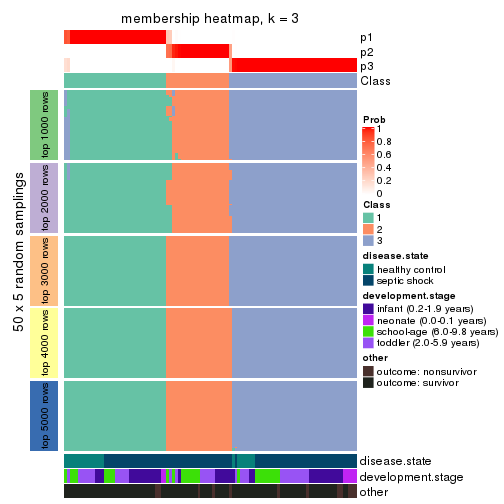 membership heatmap, k = 3
p1
p2
p3
Class
50 x 5 random samplings
top 1000 rows
top 2000 rows
top 3000 rows
top 4000 rows
top 5000 rows
Prob
1
0.8
0.6
0.4
0.2
0
Class
1
2
3
disease.state
healthy control
septic shock
development.stage
infant (0.2-1.9 years)
neonate (0.0-0.1 years)
school-age (6.0-9.8 years)
toddler (2.0-5.9 years)
other
outcome: nonsurvivor
outcome: survivor
disease.state
development.stage
other